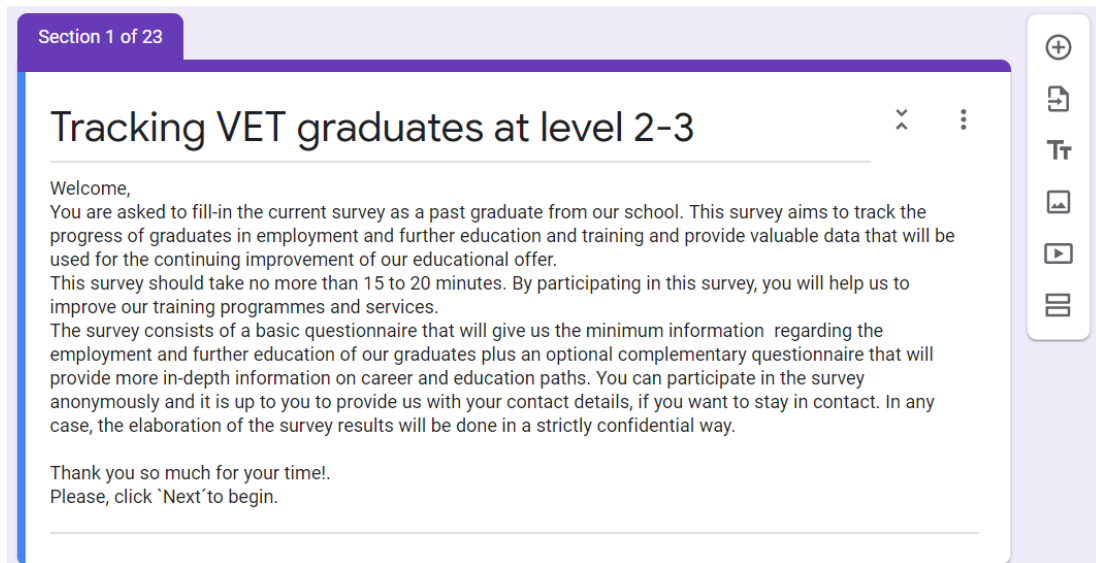 Section 1 of 23
Tracking VET graduates at level 2-3
Welcome,
You are asked to fill-in the current survey as a past graduate from our school. This survey aims to track the
progress of graduates in employment and further education and training and provide valuable data that will be
used for the continuing improvement of our educational offer.
This survey should take no more than 15 to 20 minutes. By participating in this survey, you will help us to
improve our training programmes and services.
The survey consists of a basic questionnaire that will give us the minimum information  regarding the
employment and further education of our graduates plus an optional complementary questionnaire that will
provide more in-depth information on career and education paths. You can participate in the survey
anonymously and it is up to you to provide us with your contact details, if you want to stay in contact. In any
case, the elaboration of the survey results will be done in a strictly confidential way.
Thank you so much for your time!.
Please, click `Next´to begin.
Tт